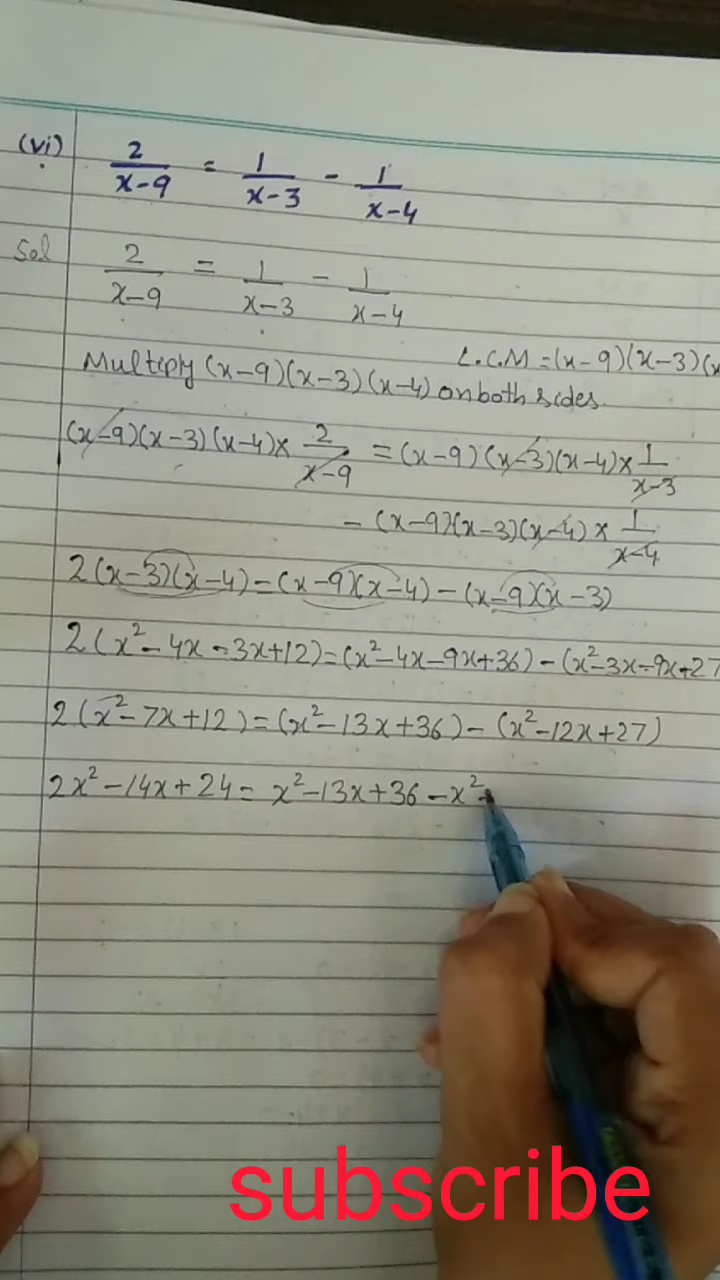 (vi) 2/(x-9) = 1/(x-3) - 1/(x-4)
Sol 2/(x-9) = 1/(x-3) - 1/(x-4)
L.C.M = (x-9)(x-3)(x
Multiply (x-9)(x-3)(x-4) on both sides.
(x-9)(x-3)(x-4) × 2/(x-9) = (x-9)(x-3)(x-4) × 1/(x-3)
- (x-9)(x-3)(x-4) × 1/(x-4)
2(x-3)(x-4) = (x-9)(x-4) - (x-9)(x-3)
2(x²-4x-3x+12) = (x²-4x-9x+36) - (x²-3x-9x+27
2(x²-7x+12) = (x²-13x+36) - (x²-12x+27)
2x²-14x+24 = x²-13x+36-x²
subscribe